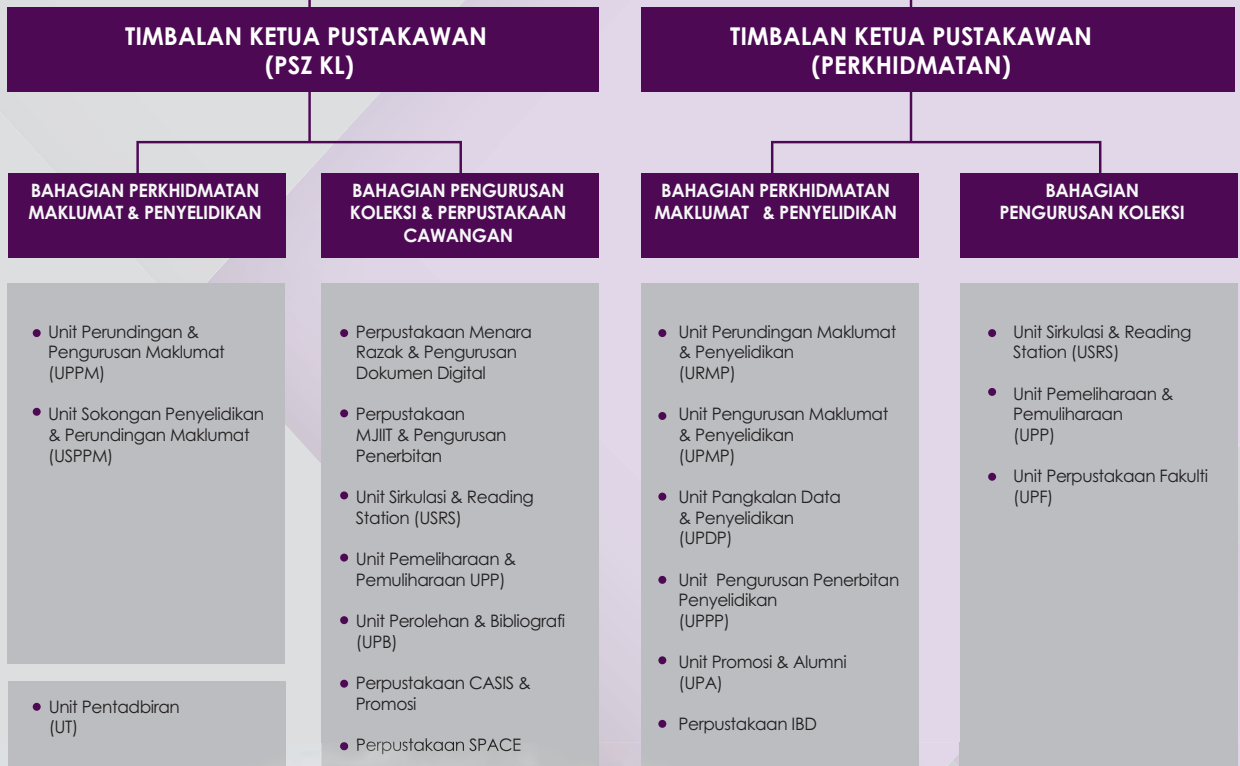 TIMBALAN KETUA PUSTAKAWAN
(PSZ KL)
TIMBALAN KETUA PUSTAKAWAN
(PERKHIDMATAN)
BAHAGIAN PERKHIDMATAN
MAKLUMAT & PENYELIDIKAN
BAHAGIAN PENGURUSAN
KOLEKSI & PERPUSTAKAAN
CAWANGAN
BAHAGIAN PERKHIDMATAN
MAKLUMAT & PENYELIDIKAN
BAHAGIAN
PENGURUSAN KOLEKSI
Unit Perundingan &
Pengurusan Maklumat
(UPPM)
Unit Sokongan Penyelidikan
& Perundingan Maklumat
(USPPM)
Unit Pentadbiran
(UT)
Perpustakaan Menara
Razak & Pengurusan
Dokumen Digital
Perpustakaan
MJIIT & Pengurusan
Penerbitan
Unit Sirkulasi & Reading
Station (USRS)
Unit Pemeliharaan &
Pemuliharaan UPP)
Unit Perolehan & Bibliografi
(UPB)
Perpustakaan CASIS &
Promosi
Perpustakaan SPACE
Unit Perundingan Maklumat
& Penyelidikan
(URMP)
Unit Pengurusan Maklumat
& Penyelidikan
(UPMP)
Unit Pangkalan Data
& Penyelidikan
(UPDP)
Unit Pengurusan Penerbitan
Penyelidikan
(UPPP)
Unit Promosi & Alumni
(UPA)
Perpustakaan IBD
Unit Sirkulasi & Reading
Station (USRS)
Unit Pemeliharaan &
Pemuliharaan
(UPP)
Unit Perpustakaan Fakulti
(UPF)